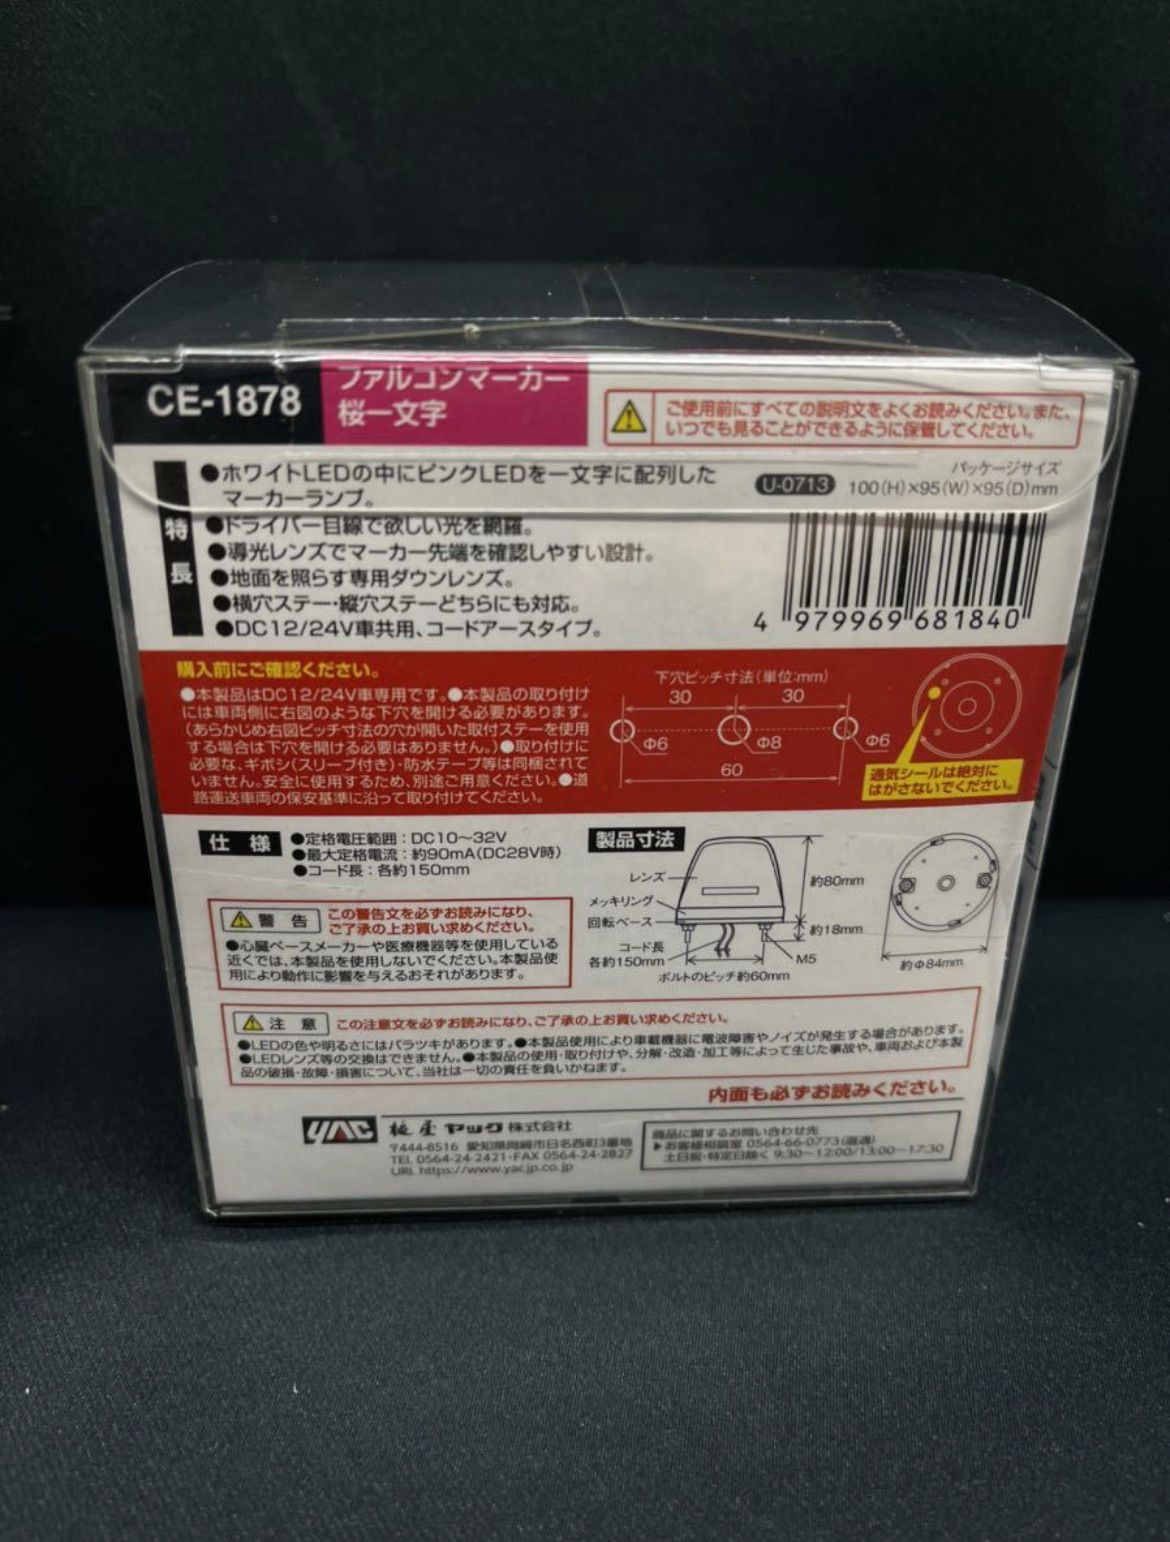 CE-1878
ファルコンマーカー
桜一文字
ご使用前にすべての説明文をよくお読みください。また、
いつでも見ることができるように保管してください。
特長
●ホワイトLEDの中にピンクLEDを一文字に配列した
マーカーランプ。
●ドライバー目線で欲しい光を網羅。
●導光レンズでマーカー先端を確認しやすい設計。
●地面を照らす専用ダウンレンズ。
●横穴ステー・縦穴ステーどちらにも対応。
●DC12/24V車共用、コードアースタイプ。
パッケージサイズ
U-0713 100(H)×95(W)×95(D)mm
4 979969 681840
購入前にご確認ください。
●本製品はDC12/24V車専用です。●本製品の取り付け
には車両側に右図のような下穴を開ける必要があります。
(あらかじめ右図ピッチ寸法の穴が開いた取付ステーを使用
する場合は下穴を開ける必要はありません。)●取り付けに
必要な、ギボシ(スリーブ付き)・防水テープ等は同梱されて
いません。安全に使用するため、別途ご用意ください。●道
路運送車両の保安基準に沿って取り付けてください。
下穴ピッチ寸法(単位:mm)
30 30
Φ6 Φ8 Φ6
60
通気シールは絶対に
はがさないでください。
仕様
●定格電圧範囲：DC10〜32V
●最大定格電流：約90mA(DC28V時)
●コード長：各約150mm
製品寸法
レンズ
メッキリング
回転ベース
コード長
各約150mm
ボルトのピッチ約60mm
約80mm
約18mm
M5
約Φ84mm
警告
この警告文を必ずお読みになり、
ご了承の上お買い求めください。
●心臓ペースメーカーや医療機器等を使用している
近くでは、本製品を使用しないでください。本製品使
用により動作に影響を与えるおそれがあります。
注意
この注意文を必ずお読みになり、ご了承の上お買い求めください。
●LEDの色や明るさにはバラツキがあります。●本製品使用により車載機器に電波障害やノイズが発生する場合があります。
●LEDレンズ等の交換はできません。●本製品の使用・取り付けや、分解・改造・加工等によって生じた事故や、車両および本製
品の破損・故障・損害について、当社は一切の責任を負いかねます。
内面も必ずお読みください。
YAC 槌屋ヤック株式会社
〒444-8516 愛知県岡崎市日名西町3番地
TEL 0564-24-2421・FAX 0564-24-2827
URL https://www.yacjp.co.jp
商品に関するお問い合わせ先
▶お客様相談室 0564-66-0773(直通)
土日祝・特定日除く 9:30〜12:00/13:00〜17:30